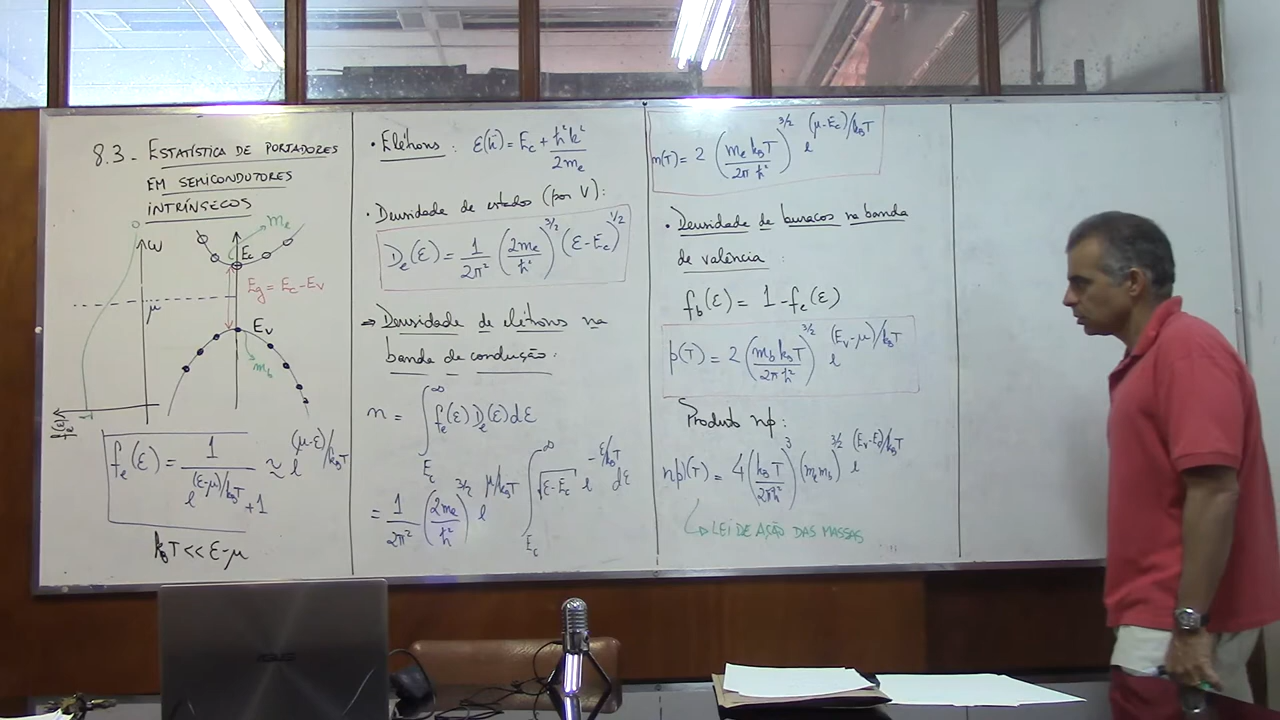 8.3 - ESTATÍSTICA DE PORTADORES
EM SEMICONDUTORES
INTRÍNSECOS
m_e
ω
E_c
E_g = E_c - E_v
μ
E_v
m_b
f_e(ε)
1
f_e(ε) = 1 / (e^{(ε-μ)/k_BT} + 1) ≃ e^{(μ-ε)/k_BT}
k_BT << ε-μ
• Elétrons : ε(k) = E_c + ħ²k²/2m_e
• Densidade de estados (por V):
D_e(ε) = 1/2π² (2m_e/ħ²)^{3/2} (ε-E_c)^{1/2}
⇒ Densidade de elétrons na
banda de condução:
n = ∫_{E_c}^{∞} f_e(ε) D_e(ε) dε
= 1/2π² (2m_e/ħ²)^{3/2} e^{μ/k_BT} ∫_{E_c}^{∞} √(ε-E_c) e^{-ε/k_BT} dε
n(T) = 2 (m_e k_BT/2πħ²)^{3/2} e^{(μ-E_c)/k_BT}
• Densidade de buracos na banda
de valência :
f_b(ε) = 1 - f_e(ε)
p(T) = 2 (m_b k_BT/2πħ²)^{3/2} e^{(E_v-μ)/k_BT}
Produto np:
np(T) = 4 (k_BT/2πħ²)^3 (m_e m_b)^{3/2} e^{(E_v-E_c)/k_BT}
↳ LEI DE AÇÃO DAS MASSAS
ASUS